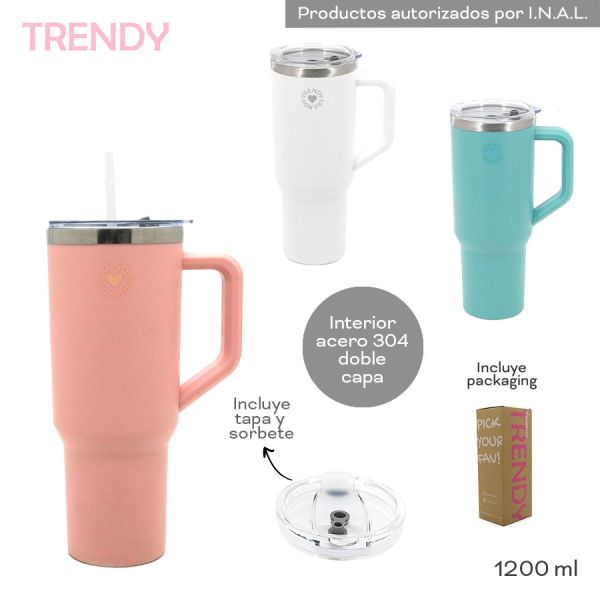 TRENDY
Productos autorizados por I.N.A.L.
TRENDY
Interior
acero 304
doble
capa
Incluye
packaging
Incluye
tapa y
sorbete
PICK
YOUR
FAV!
TRENDY
1200 ml